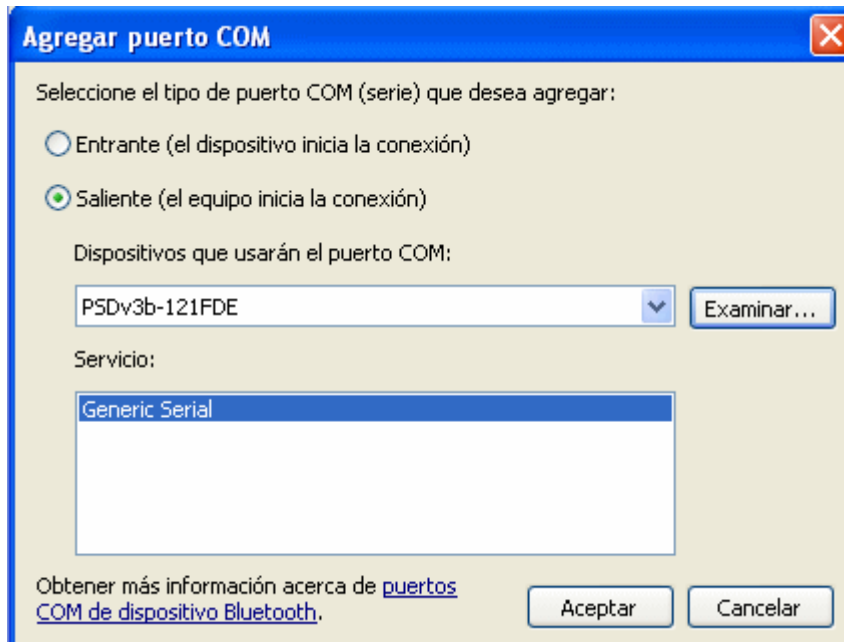 Agregar puerto COM
Seleccione el tipo de puerto COM (serie) que desea agregar:
Entrante (el dispositivo inicia la conexión)
Saliente (el equipo inicia la conexión)
Dispositivos que usarán el puerto COM:
PSDv3b-121FDE
Examinar...
Servicio:
Generic Serial
Obtener más información acerca de puertos
COM de dispositivo Bluetooth.
Aceptar
Cancelar